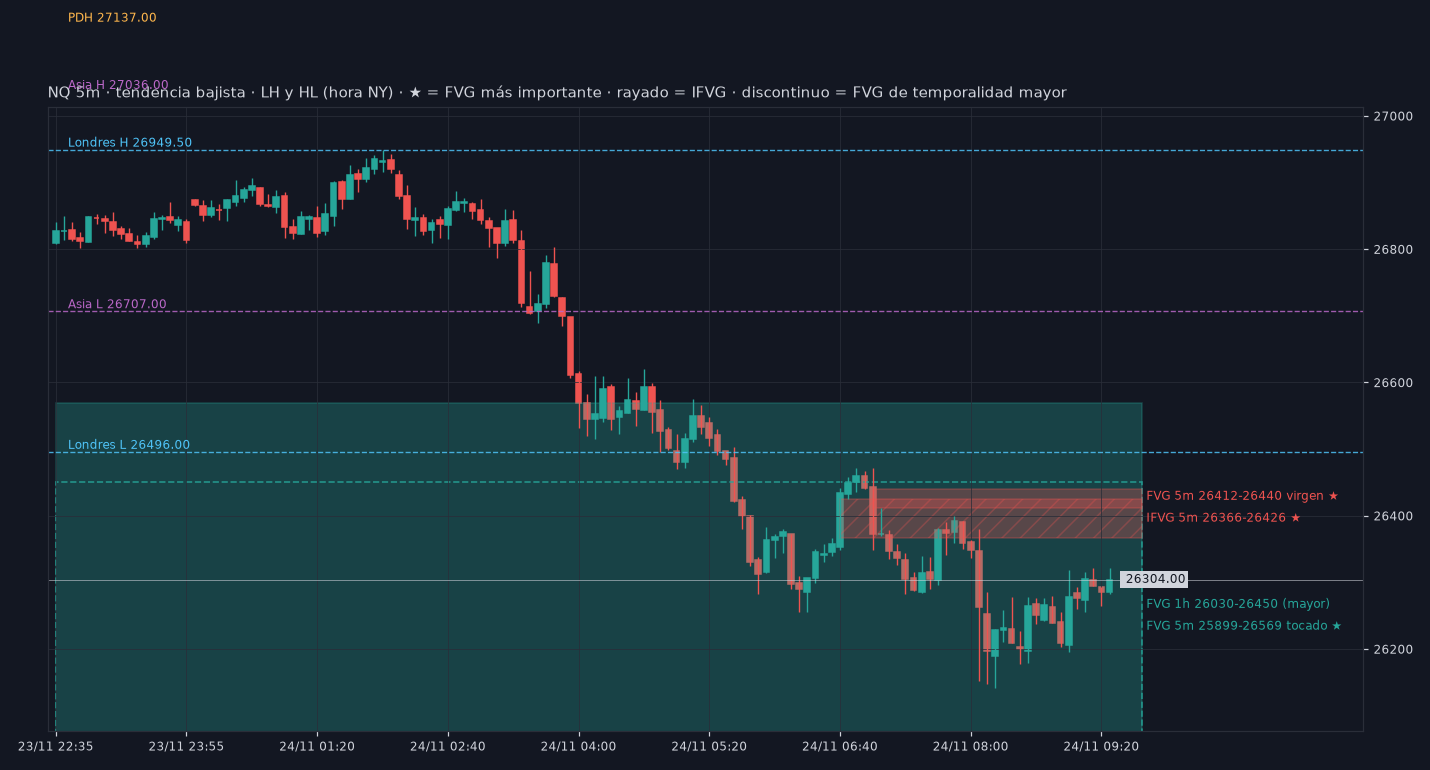 PDH 27137.00
Asia H 27036.00
NQ 5m · tendencia bajista · LH y HL (hora NY) · ★ = FVG más importante · rayado = IFVG · discontinuo = FVG de temporalidad mayor
27000
Londres H 26949.50
26800
Asia L 26707.00
26600
Londres L 26496.00
FVG 5m 26412-26440 virgen ★
26400
IFVG 5m 26366-26426 ★
26304.00
FVG 1h 26030-26450 (mayor)
FVG 5m 25899-26569 tocado ★
26200
23/11 22:35
23/11 23:55
24/11 01:20
24/11 02:40
24/11 04:00
24/11 05:20
24/11 06:40
24/11 08:00
24/11 09:20